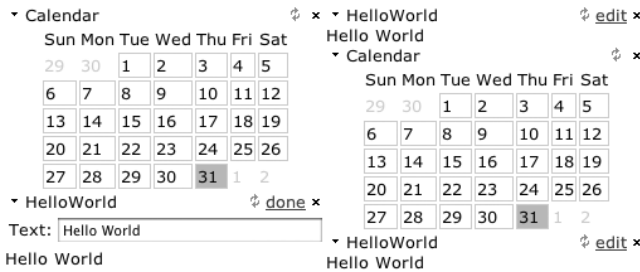 Calendar
Sun Mon Tue Wed Thu Fri Sat
29 30 1 2 3 4 5
6 7 8 9 10 11 12
13 14 15 16 17 18 19
20 21 22 23 24 25 26
27 28 29 30 31 1 2
HelloWorld done
Text: Hello World
Hello World
HelloWorld edit
Hello World
Calendar
Sun Mon Tue Wed Thu Fri Sat
29 30 1 2 3 4 5
6 7 8 9 10 11 12
13 14 15 16 17 18 19
20 21 22 23 24 25 26
27 28 29 30 31 1 2
HelloWorld edit
Hello World